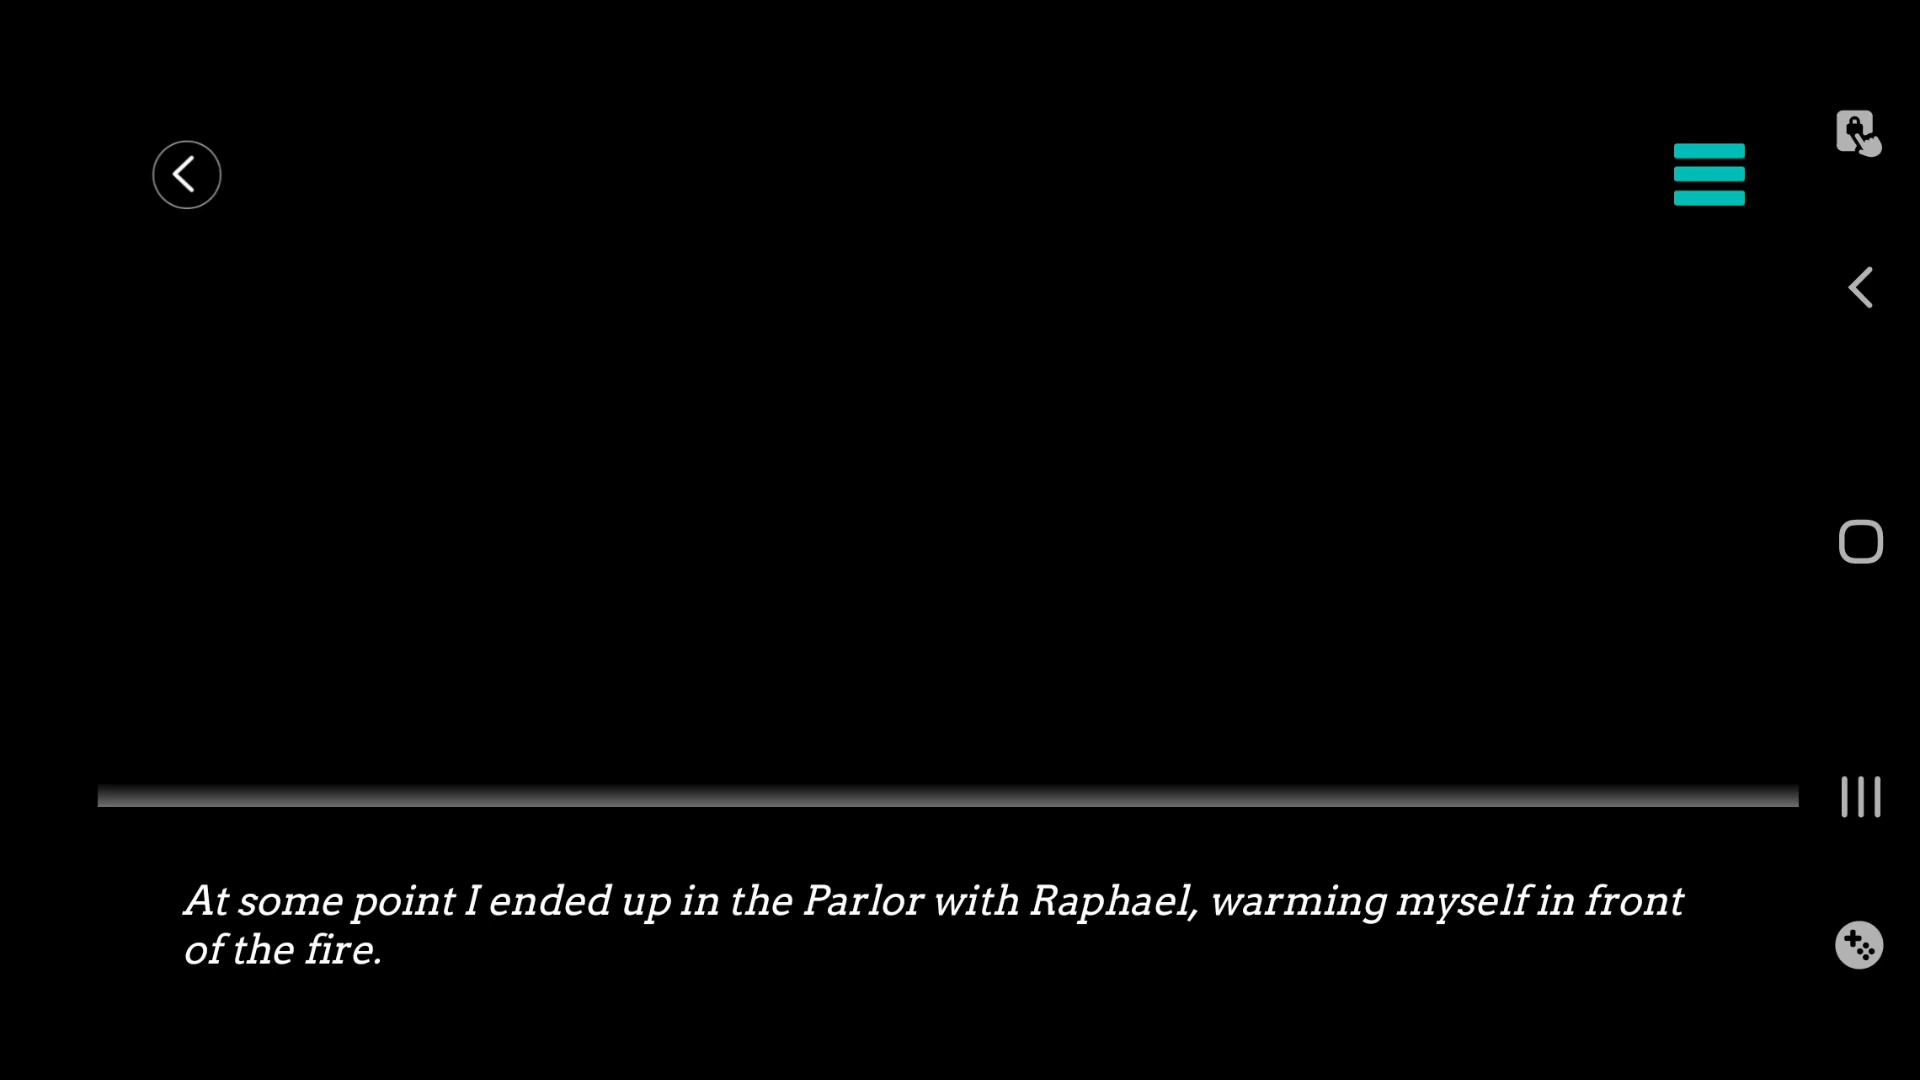 At some point I ended up in the Parlor with Raphael, warming myself in front
of the fire.